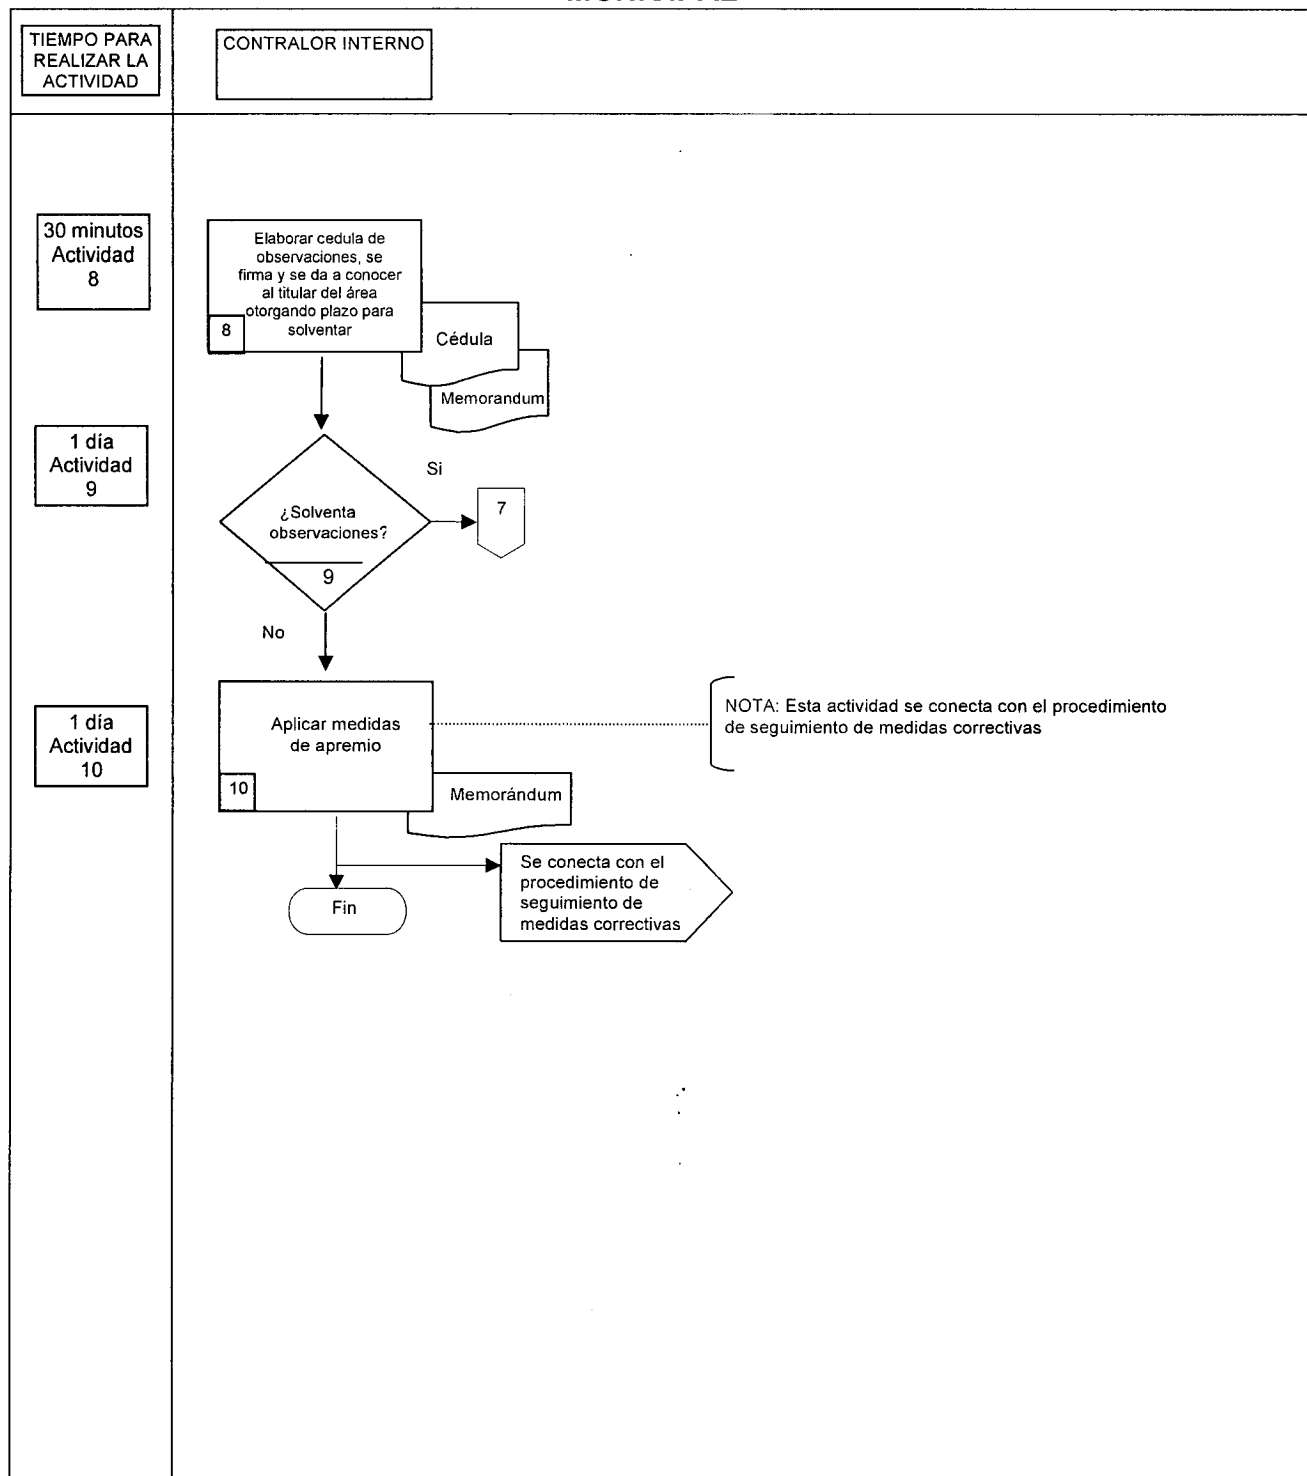 TIEMPO PARA
REALIZAR LA
ACTIVIDAD
CONTRALOR INTERNO
30 minutos
Actividad
8
Elaborar cedula de
observaciones, se
firma y se da a conocer
al titular del área
otorgando plazo para
solventar
8
Cédula
Memorandum
1 día
Actividad
9
Si
¿Solventa
observaciones?
9
7
No
1 día
Actividad
10
Aplicar medidas
de apremio
10
NOTA: Esta actividad se conecta con el procedimiento
de seguimiento de medidas correctivas
Memorándum
Se conecta con el
procedimiento de
seguimiento de
medidas correctivas
Fin